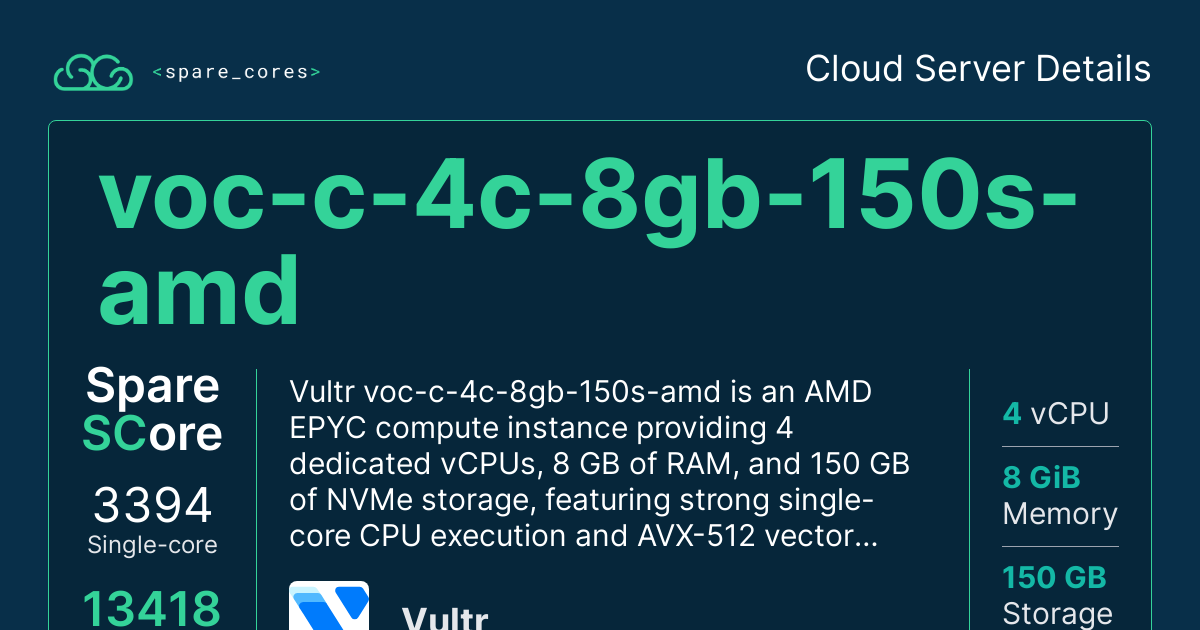 <spare_cores>
Cloud Server Details
voc-c-4c-8gb-150s-
amd
Spare
SCore
3394
Single-core
13418
Vultr voc-c-4c-8gb-150s-amd is an AMD
EPYC compute instance providing 4
dedicated vCPUs, 8 GB of RAM, and 150 GB
of NVMe storage, featuring strong single-
core CPU execution and AVX-512 vector...
Vultr
4 vCPU
8 GiB
Memory
150 GB
Storage